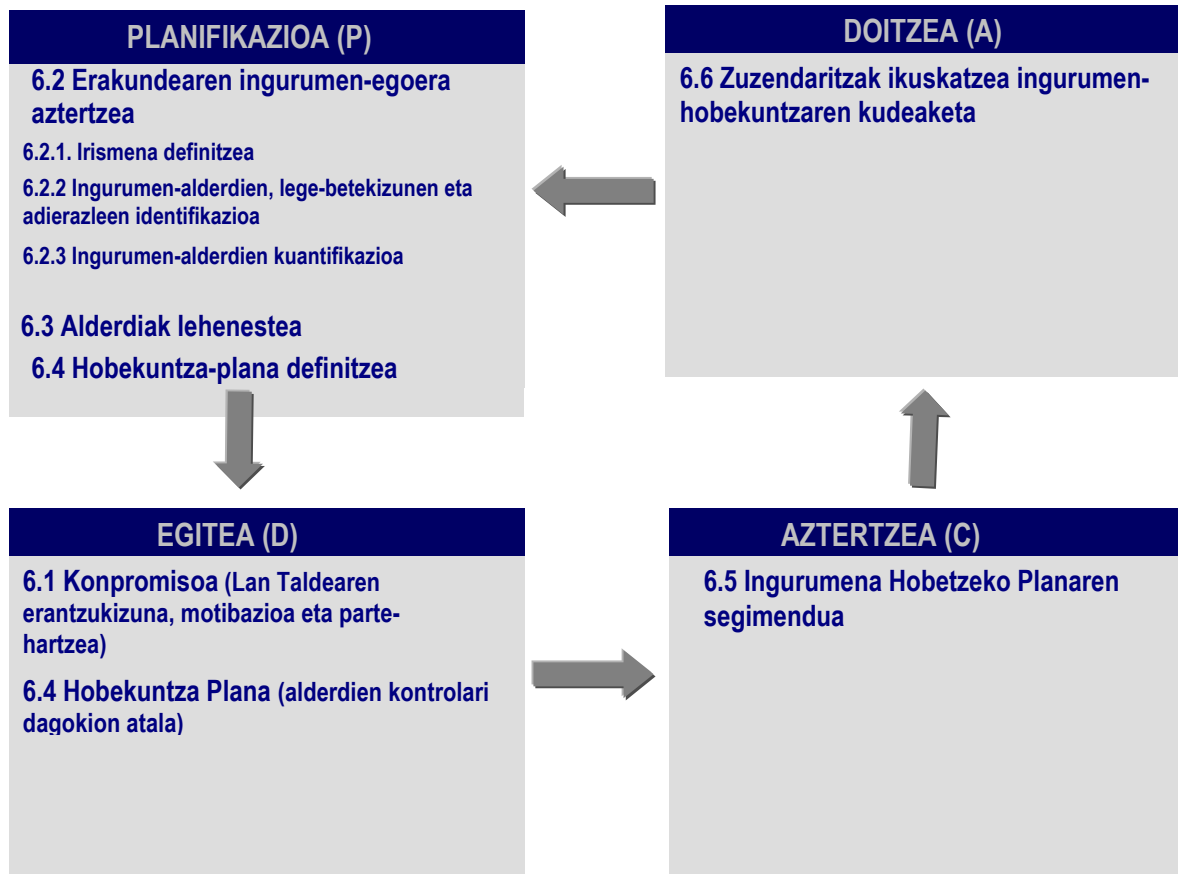 PLANIFIKAZIOA (P)
6.2 Erakundearen ingurumen-egoera
aztertzea
6.2.1. Irismena definitzea
6.2.2 Ingurumen-alderdien, lege-betekizunen eta
adierazleen identifikazioa
6.2.3 Ingurumen-alderdien kuantifikazioa
6.3 Alderdiak lehenestea
6.4 Hobekuntza-plana definitzea
DOITZEA (A)
6.6 Zuzendaritzak ikuskatzea ingurumen-
hobekuntzaren kudeaketa
EGITEA (D)
6.1 Konpromisoa (Lan Taldearen
erantzukizuna, motibazioa eta parte-
hartzea)
6.4 Hobekuntza Plana (alderdien kontrolari
dagokion atala)
AZTERTZEA (C)
6.5 Ingurumena Hobetzeko Planaren
segimendua